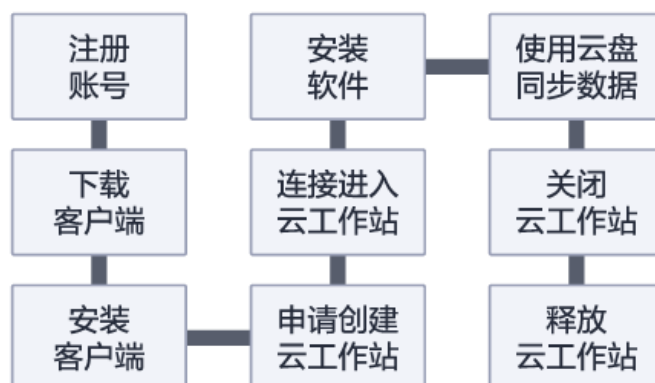 注册
账号
下载
客户端
安装
客户端
申请创建
云工作站
连接进入
云工作站
安装
软件
使用云盘
同步数据
关闭
云工作站
释放
云工作站